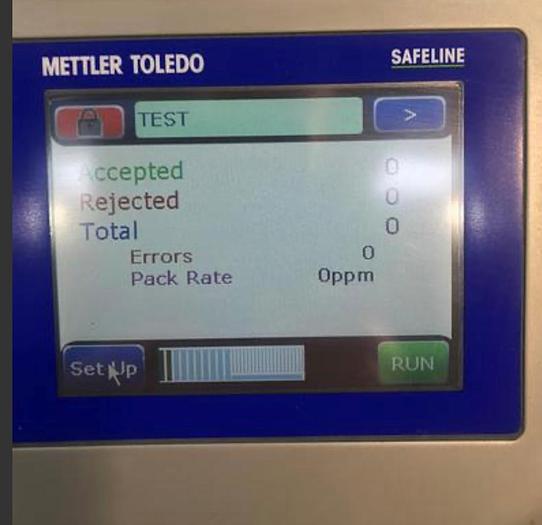 METTLER TOLEDO SAFELINE
TEST >
Accepted 0
Rejected 0
Total 0
Errors 0
Pack Rate 0ppm
Set Up RUN